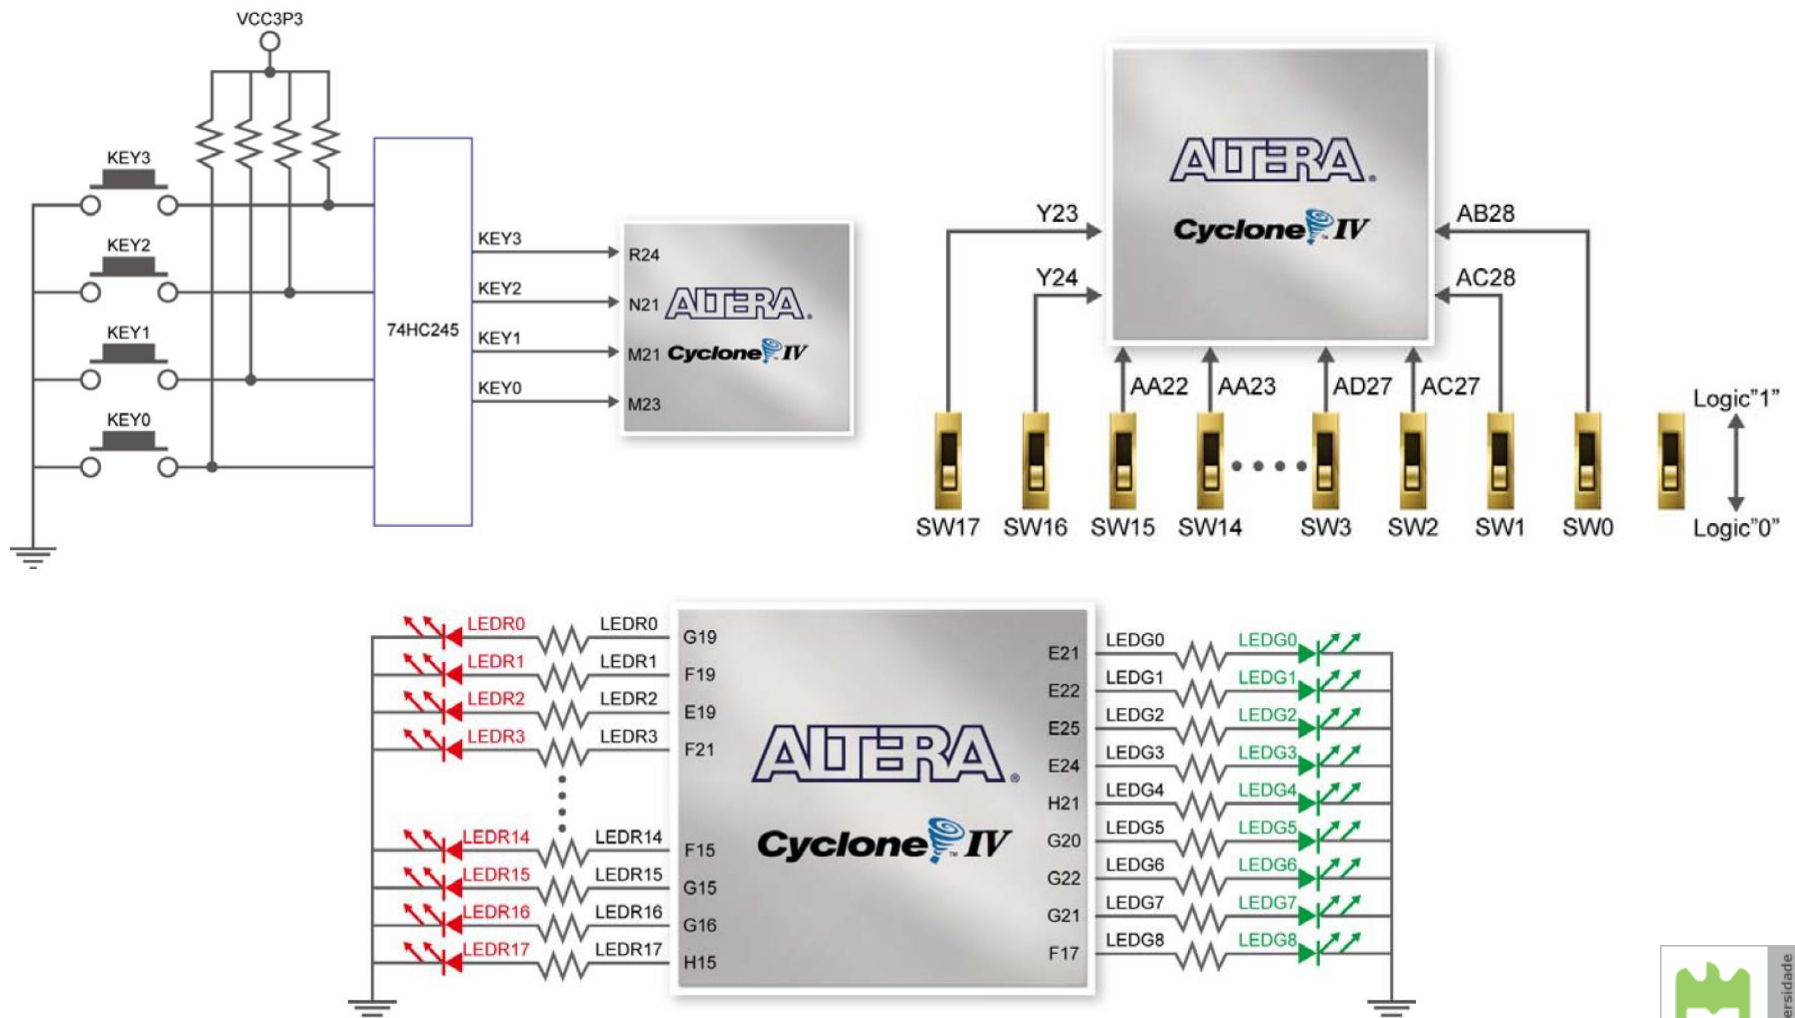 VCC3P3
KEY3
KEY2
KEY1
KEY0
74HC245
KEY3
KEY2
KEY1
KEY0
R24
N21
M21
M23
ALTERA®
Cyclone™ IV
ALTERA®
Cyclone™ IV
Y23
Y24
AB28
AC28
AA22 AA23 AD27 AC27
Logic"1"
SW17 SW16 SW15 SW14 SW3 SW2 SW1 SW0 Logic"0"
LEDR0 LEDR0 G19
LEDR1 LEDR1 F19
LEDR2 LEDR2 E19
LEDR3 LEDR3 F21
LEDR14 LEDR14 F15
LEDR15 LEDR15 G15
LEDR16 LEDR16 G16
LEDR17 LEDR17 H15
ALTERA®
Cyclone™ IV
E21 LEDG0 LEDG0
E22 LEDG1 LEDG1
E25 LEDG2 LEDG2
E24 LEDG3 LEDG3
H21 LEDG4 LEDG4
G20 LEDG5 LEDG5
G22 LEDG6 LEDG6
G21 LEDG7 LEDG7
F17 LEDG8 LEDG8
ersidade